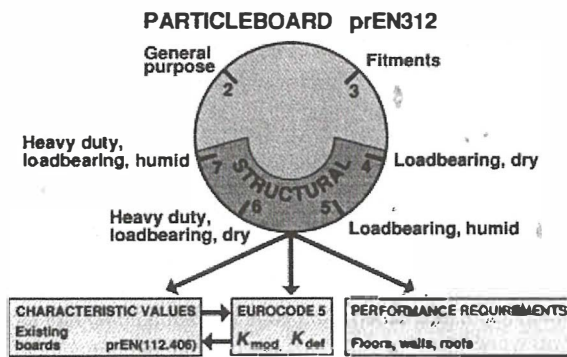 PARTICLEBOARD prEN312
General
purpose
Fitments
2
3
Heavy duty,
loadbearing, humid
7
STRUCTURAL
4
Loadbearing, dry
Heavy duty,
loadbearing, dry
6
5
Loadbearing, humid
CHARACTERISTIC VALUES
Existing
boards prEN(112.406)
EUROCODE 5
Kmod Kdef
PERFORMANCE REQUIREMENTS
Floors, walls, roofs